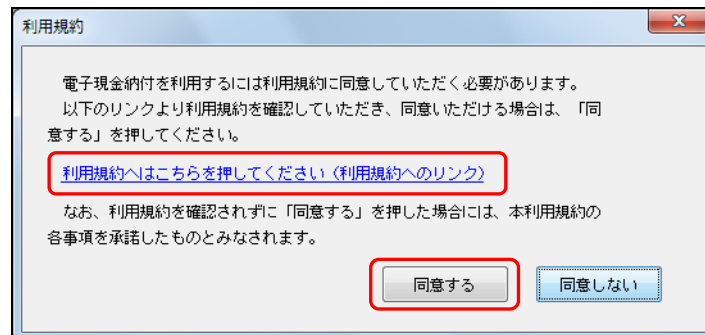 利用規約
電子現金納付を利用するには利用規約に同意していただく必要があります。
以下のリンクより利用規約を確認していただき、同意いただける場合は、「同
意する」を押してください。
利用規約へはこちらを押してください（利用規約へのリンク）
なお、利用規約を確認されずに「同意する」を押した場合には、本利用規約の
各事項を承諾したものとみなされます。
同意する
同意しない